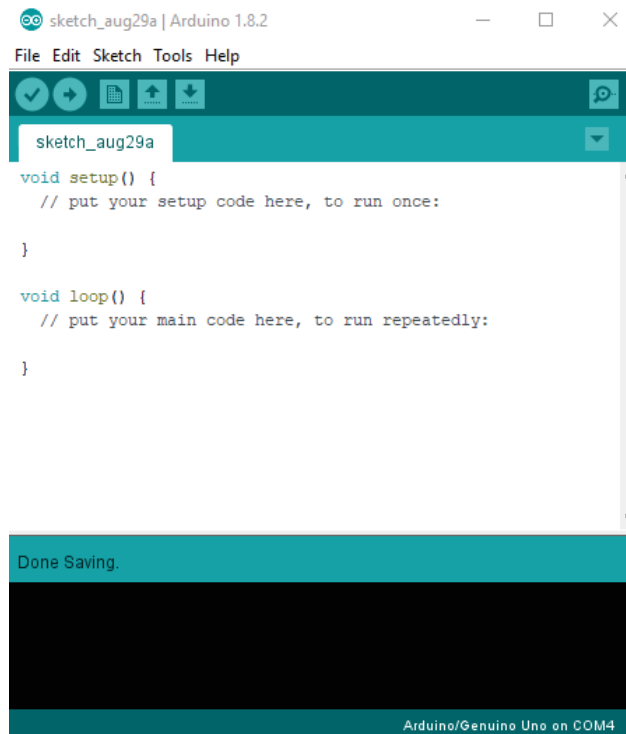 sketch_aug29a | Arduino 1.8.2
File Edit Sketch Tools Help
sketch_aug29a
void setup() {
  // put your setup code here, to run once:
}
void loop() {
  // put your main code here, to run repeatedly:
}
Done Saving.
Arduino/Genuino Uno on COM4